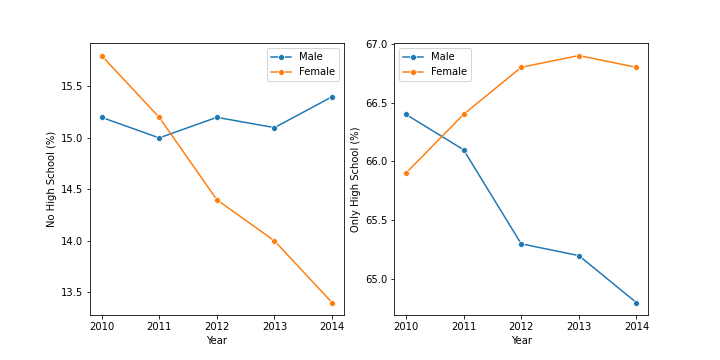 Male
Female
15.5
15.0
14.5
14.0
13.5
No High School (%)
2010 2011 2012 2013 2014
Year
Male
Female
67.0
66.5
66.0
65.5
65.0
Only High School (%)
2010 2011 2012 2013 2014
Year